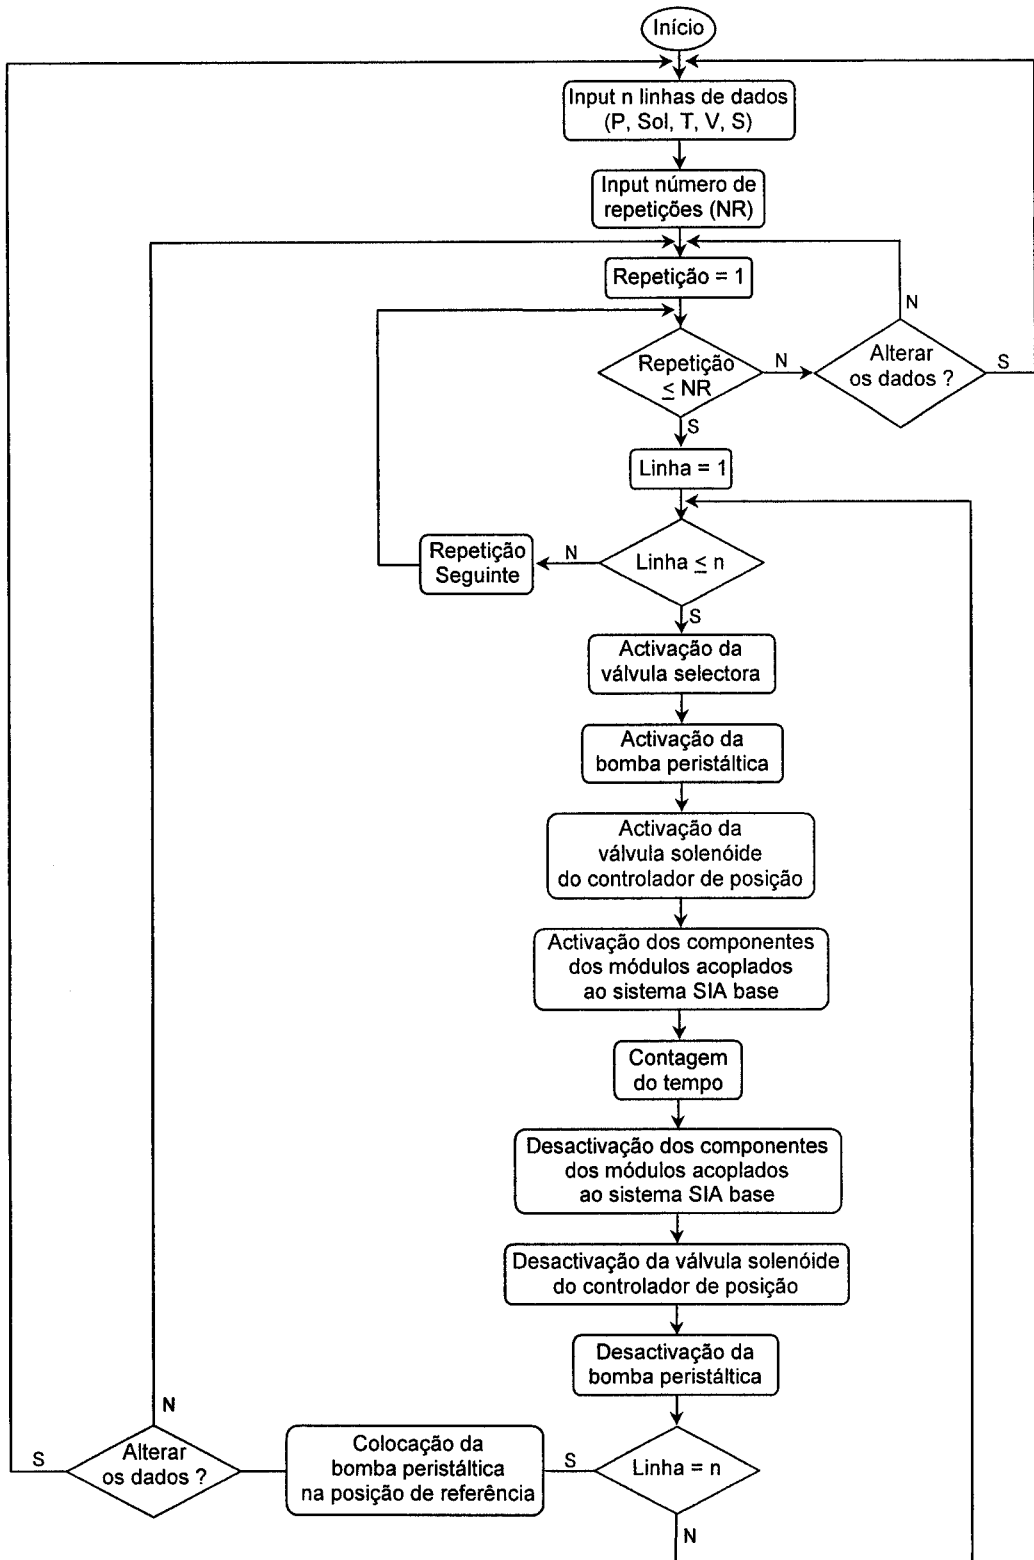 Início
Input n linhas de dados
(P, Sol, T, V, S)
Input número de
repetições (NR)
Repetição = 1
N
Repetição
≤ NR
N
Alterar
os dados ?
S
S
Linha = 1
Repetição
Seguinte
N
Linha ≤ n
S
Activação da
válvula selectora
Activação da
bomba peristáltica
Activação da
válvula solenóide
do controlador de posição
Activação dos componentes
dos módulos acoplados
ao sistema SIA base
Contagem
do tempo
Desactivação dos componentes
dos módulos acoplados
ao sistema SIA base
Desactivação da válvula solenóide
do controlador de posição
Desactivação da
bomba peristáltica
N
S
Alterar
os dados ?
Colocação da
bomba peristáltica
na posição de referência
S
Linha = n
N